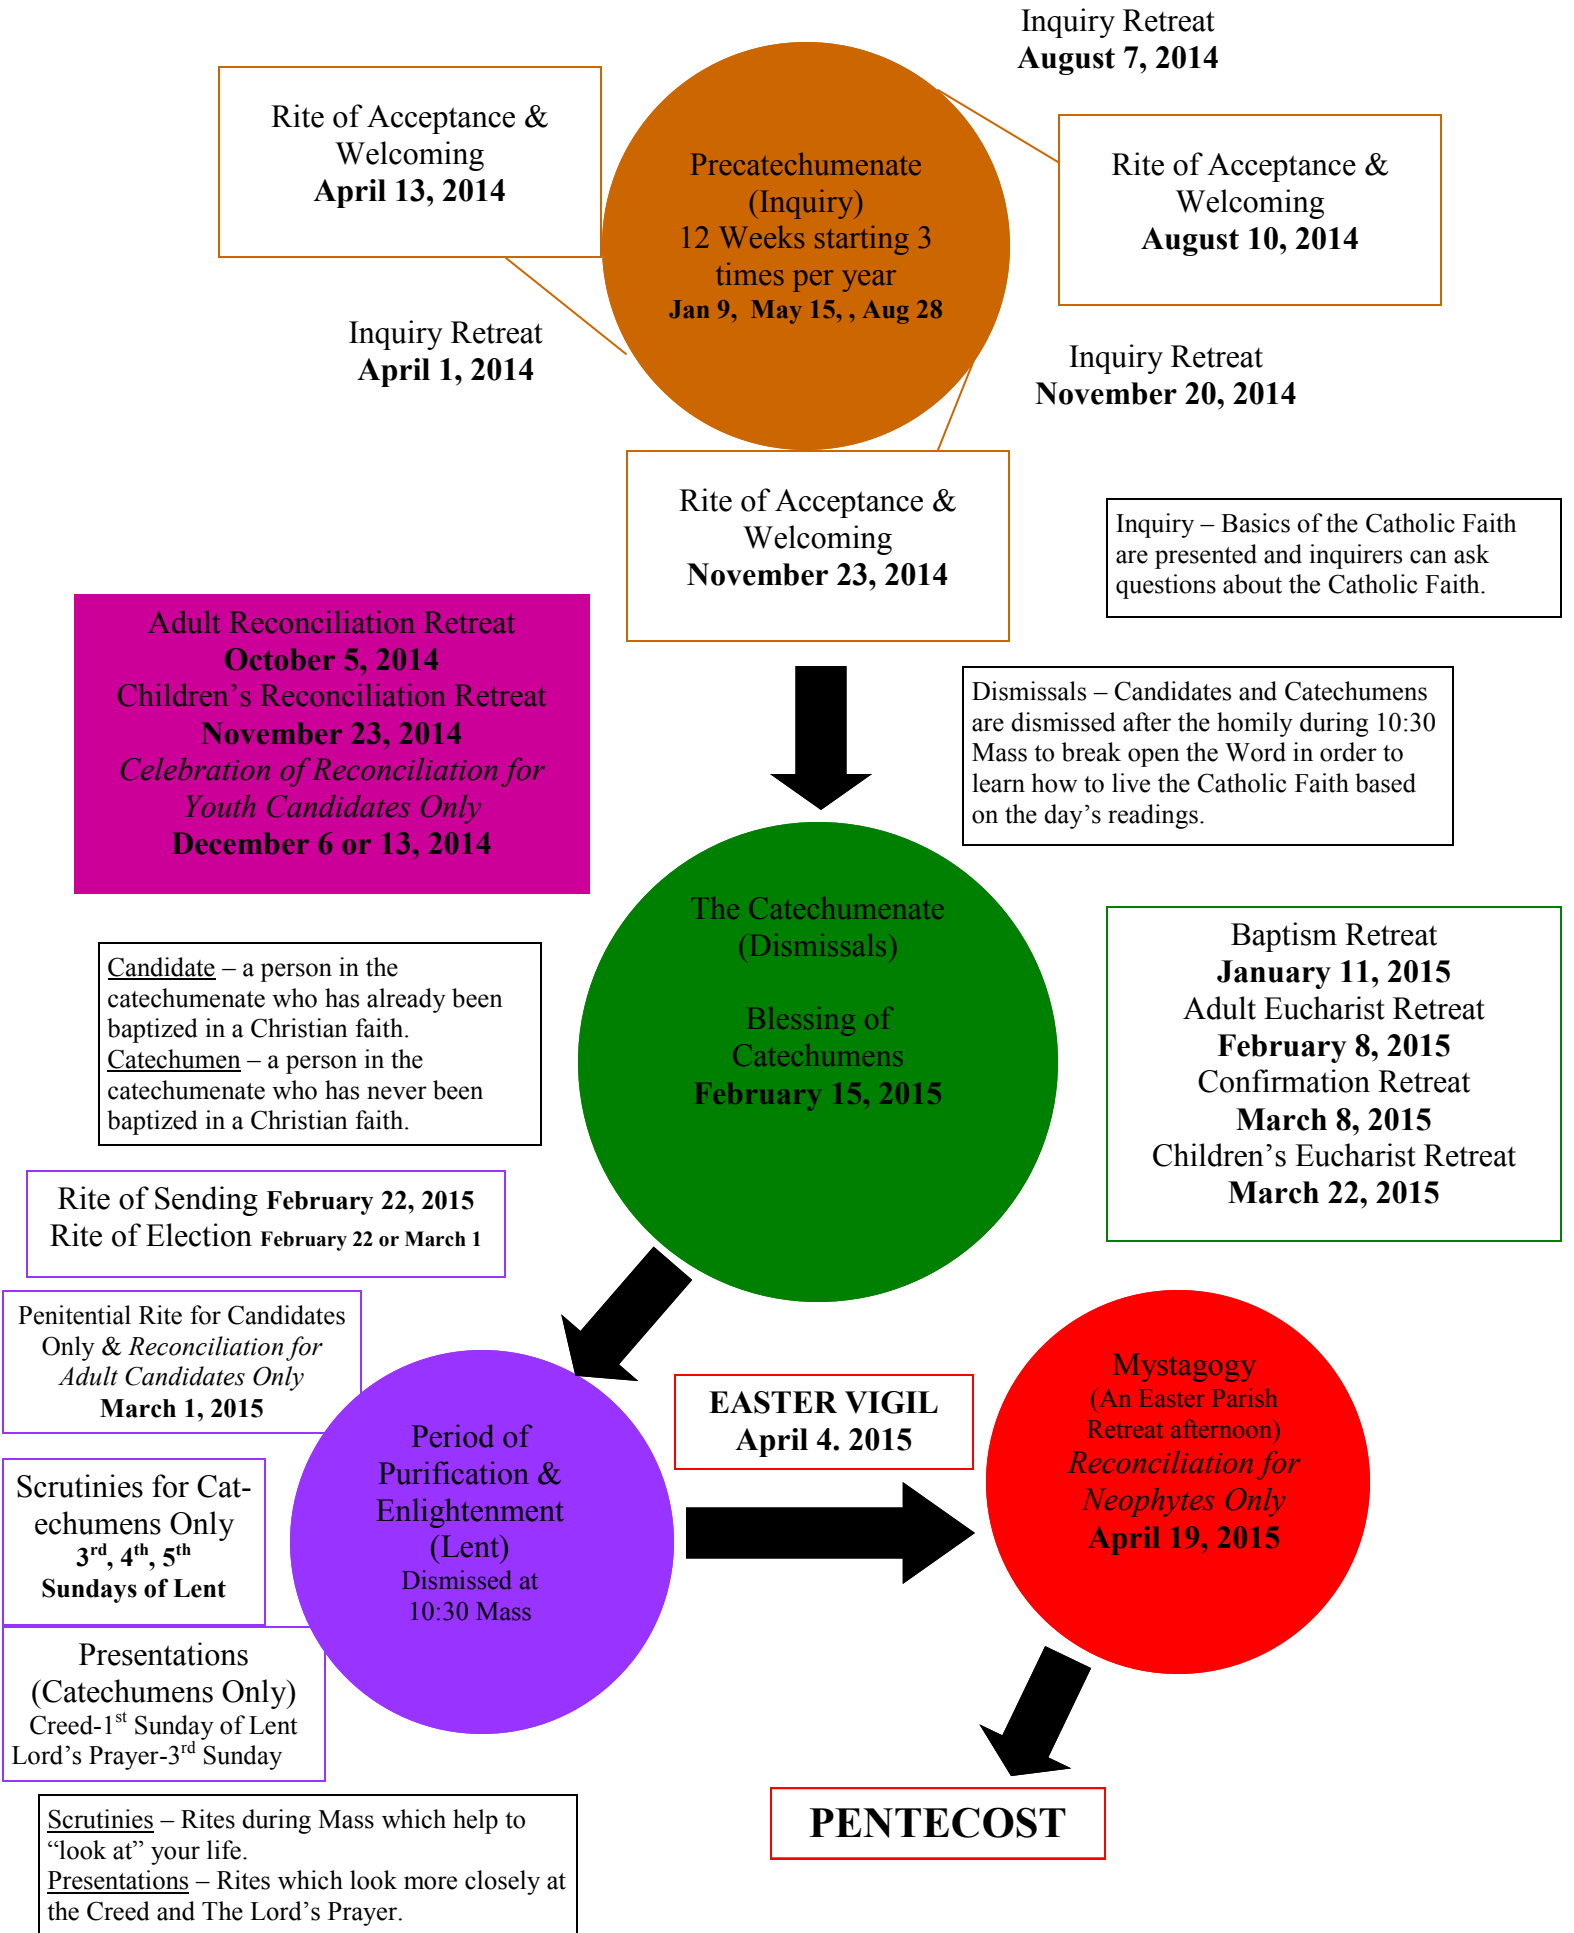 Inquiry Retreat
August 7, 2014
Rite of Acceptance &
Welcoming
April 13, 2014
Precatechumenate
(Inquiry)
12 Weeks starting 3
times per year
Jan 9,  May 15, , Aug 28
Rite of Acceptance &
Welcoming
August 10, 2014
Inquiry Retreat
April 1, 2014
Inquiry Retreat
November 20, 2014
Rite of Acceptance &
Welcoming
November 23, 2014
Inquiry – Basics of the Catholic Faith
are presented and inquirers can ask
questions about the Catholic Faith.
Adult Reconciliation Retreat
October 5, 2014
Children’s Reconciliation Retreat
November 23, 2014
Celebration of Reconciliation for
Youth Candidates Only
December 6 or 13, 2014
Dismissals – Candidates and Catechumens
are dismissed after the homily during 10:30
Mass to break open the Word in order to
learn how to live the Catholic Faith based
on the day’s readings.
The Catechumenate
(Dismissals)
Blessing of
Catechumens
February 15, 2015
Candidate – a person in the
catechumenate who has already been
baptized in a Christian faith.
Catechumen – a person in the
catechumenate who has never been
baptized in a Christian faith.
Baptism Retreat
January 11, 2015
Adult Eucharist Retreat
February 8, 2015
Confirmation Retreat
March 8, 2015
Children’s Eucharist Retreat
March 22, 2015
Rite of Sending February 22, 2015
Rite of Election February 22 or March 1
Penitential Rite for Candidates
Only & Reconciliation for
Adult Candidates Only
March 1, 2015
Scrutinies for Cat-
echumens Only
3rd, 4th, 5th
Sundays of Lent
Presentations
(Catechumens Only)
Creed-1st Sunday of Lent
Lord’s Prayer-3rd Sunday
Period of
Purification &
Enlightenment
(Lent)
Dismissed at
10:30 Mass
EASTER VIGIL
April 4. 2015
Mystagogy
(An Easter Parish
Retreat afternoon)
Reconciliation for
Neophytes Only
April 19, 2015
PENTECOST
Scrutinies – Rites during Mass which help to
“look at” your life.
Presentations – Rites which look more closely at
the Creed and The Lord’s Prayer.